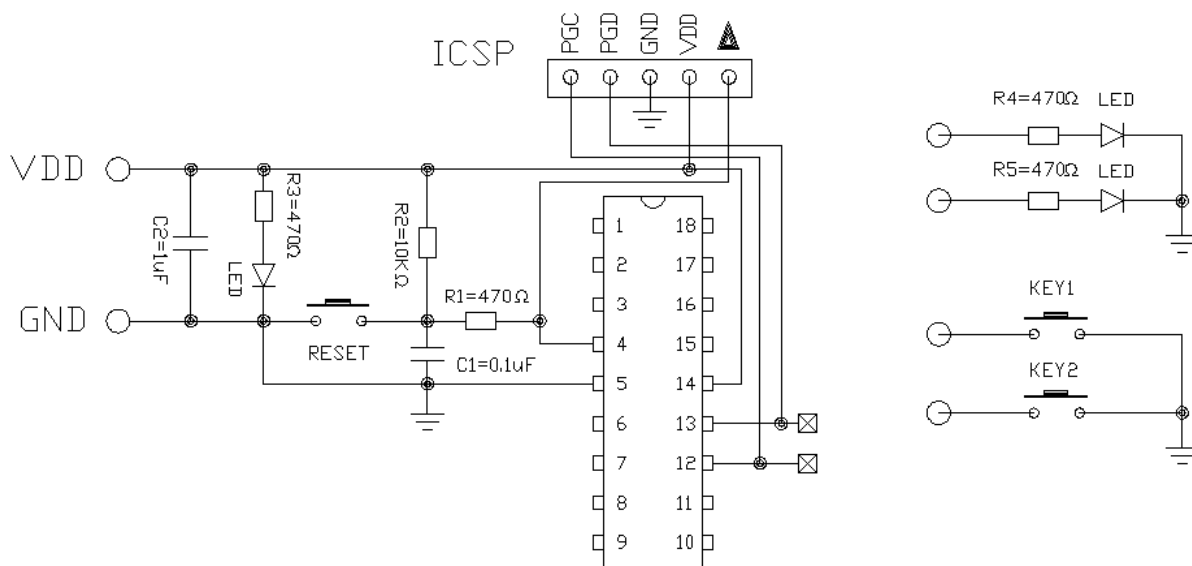 ICSP
PGC
PGD
GND
VDD
VDD
GND
C2=1uF
R3=470Ω
LED
R2=10KΩ
RESET
R1=470Ω
C1=0.1uF
1
2
3
4
5
6
7
8
9
18
17
16
15
14
13
12
11
10
R4=470Ω LED
R5=470Ω LED
KEY1
KEY2